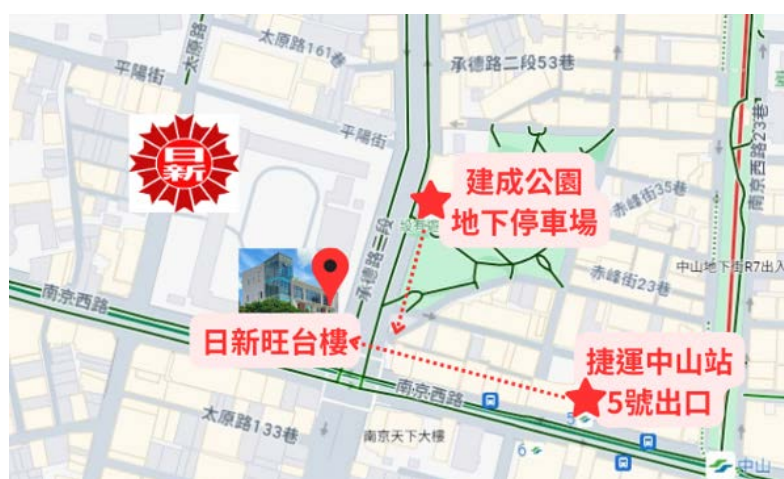 太原路161巷
承德路二段53巷
平陽街
太原路
平陽街
日新
建成公園
地下停車場
南京西路23巷
赤峰街35巷
承德路二段
中山地下街R7出入
赤峰街23巷
南京西路
日新旺台樓
捷運中山站
5號出口
南京西路
太原路133巷
南京天下大樓
5
6
中山